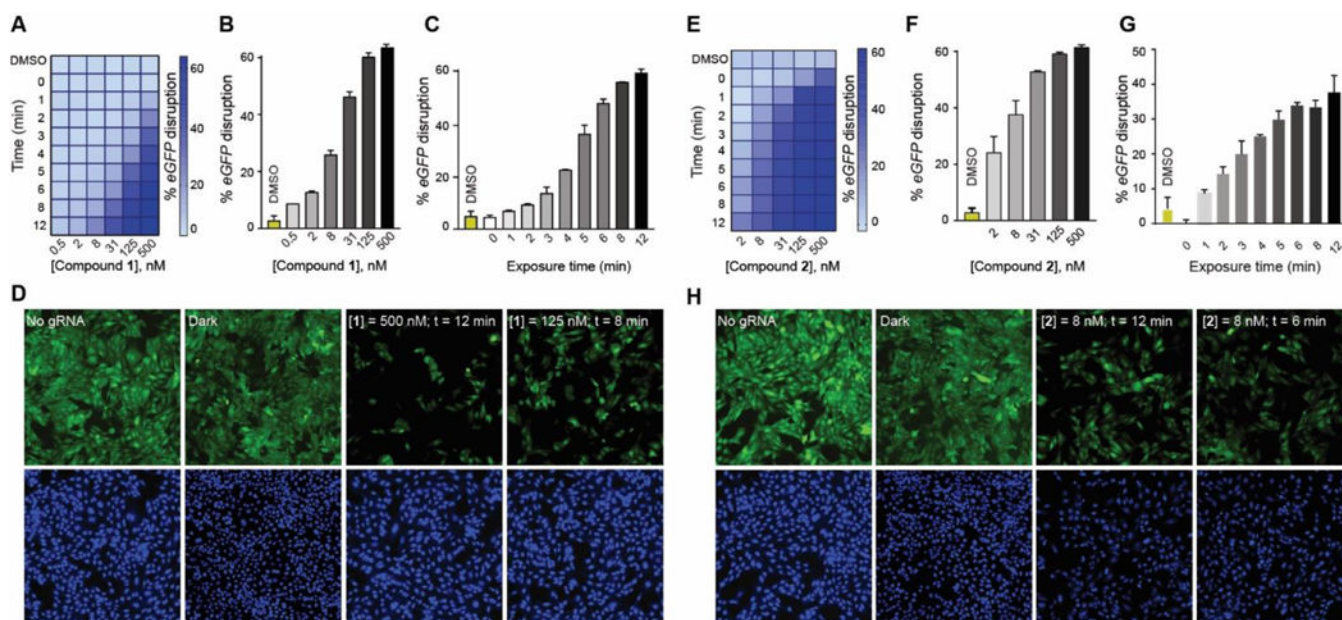 A
DMSO
0
1
2
3
4
5
6
8
12
Time (min)
0.5 2 8 31 125 500
[Compound 1], nM
60
40
20
0
% eGFP disruption
B
% eGFP disruption
60
40
20
0
DMSO
0.5 2 8 31 125 500
[Compound 1], nM
C
% eGFP disruption
60
40
20
0
DMSO
0 1 2 3 4 5 6 8 12
Exposure time (min)
E
DMSO
0
1
2
3
4
5
6
8
12
Time (min)
2 8 31 125 500
[Compound 2], nM
60
40
20
0
% eGFP disruption
F
% eGFP disruption
60
40
20
0
DMSO
2 8 31 125 500
[Compound 2], nM
G
% eGFP disruption
50
40
30
20
10
0
DMSO
0 1 2 3 4 5 6 8 12
Exposure time (min)
D
No gRNA
Dark
[1] = 500 nM; t = 12 min
[1] = 125 nM; t = 8 min
H
No gRNA
Dark
[2] = 8 nM; t = 12 min
[2] = 8 nM; t = 6 min